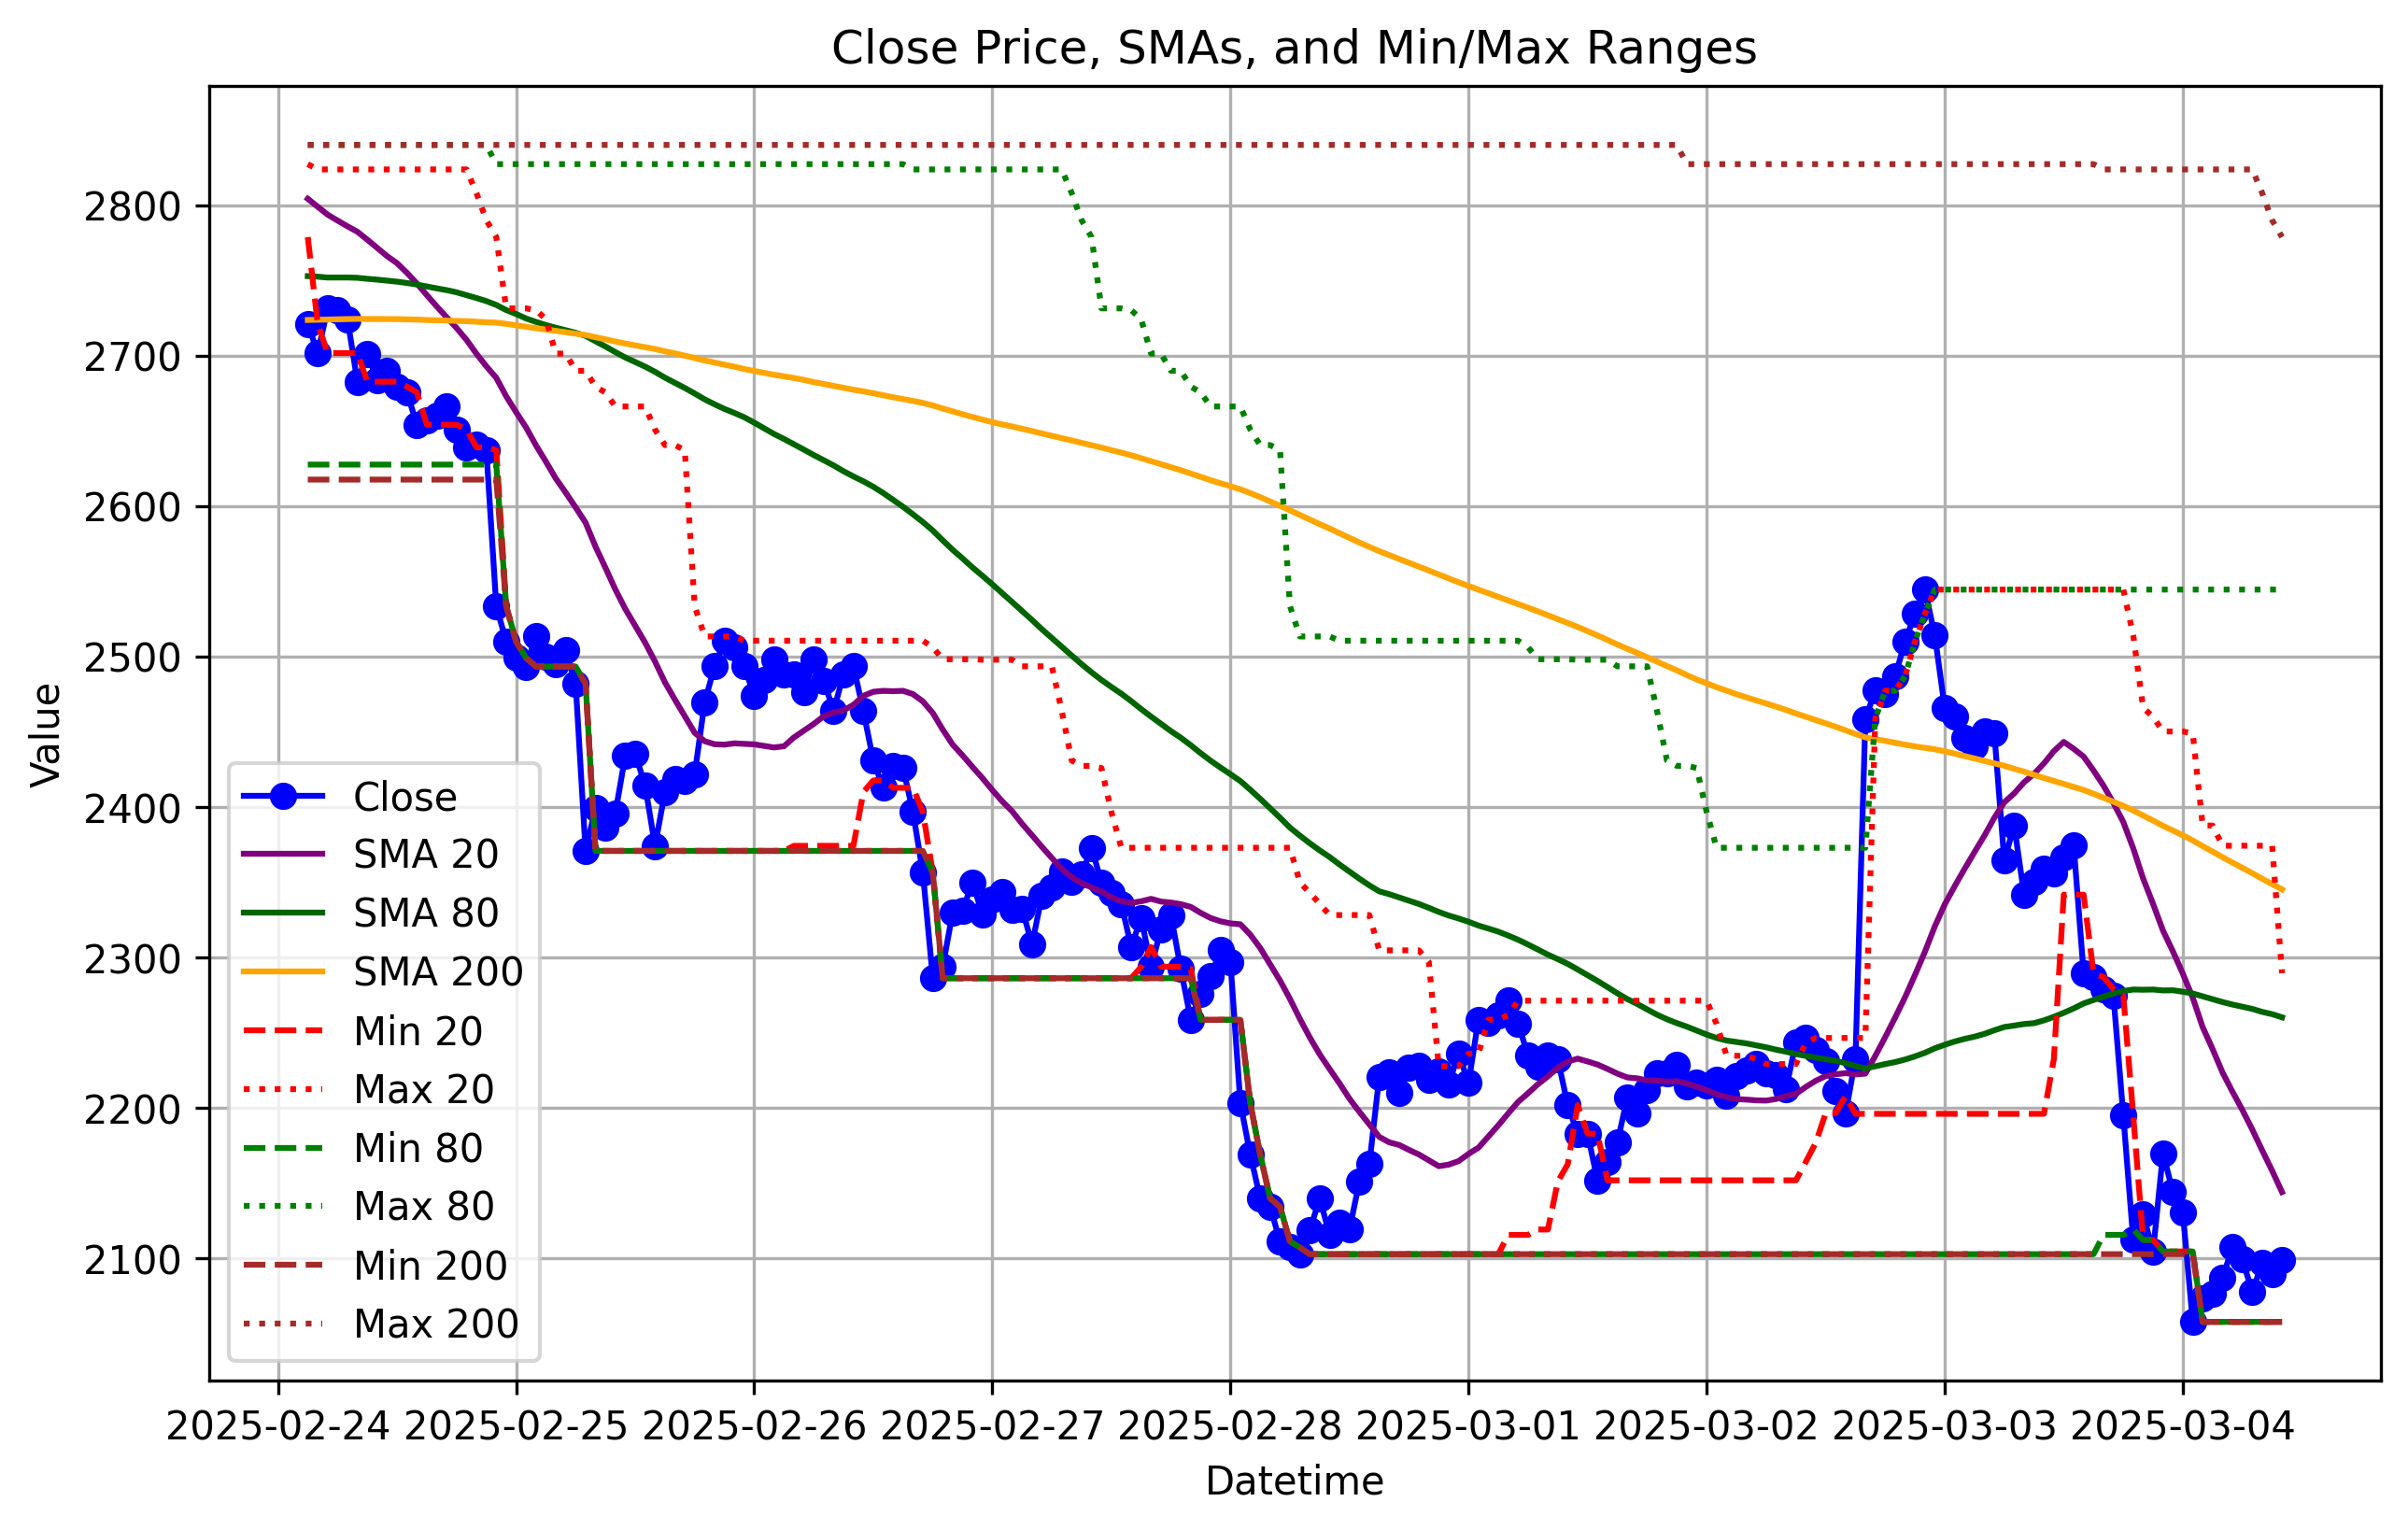 Close Price, SMAs, and Min/Max Ranges
Value
2800
2700
2600
2500
2400
2300
2200
2100
Close
SMA 20
SMA 80
SMA 200
Min 20
Max 20
Min 80
Max 80
Min 200
Max 200
2025-02-24 2025-02-25 2025-02-26 2025-02-27 2025-02-28 2025-03-01 2025-03-02 2025-03-03 2025-03-04
Datetime